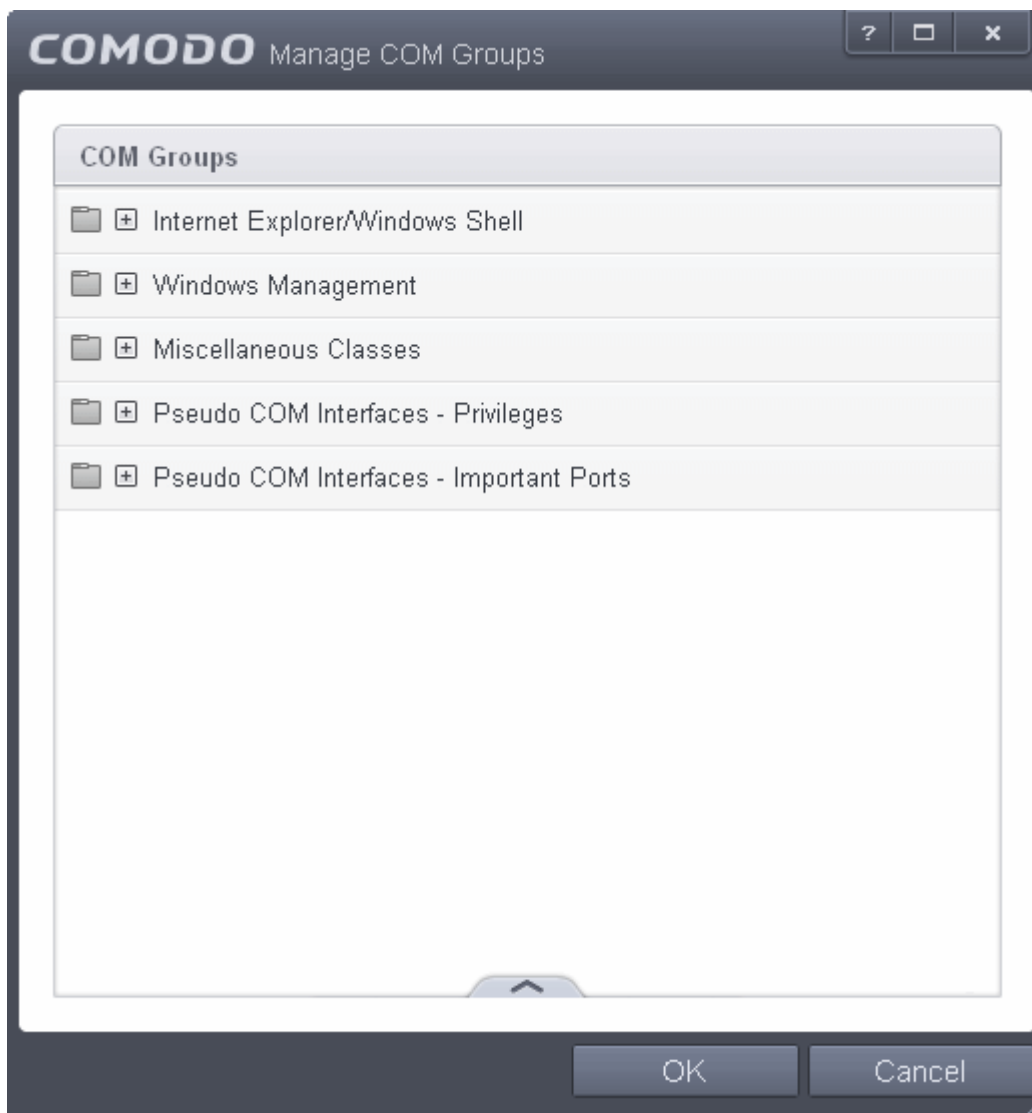 COMODO Manage COM Groups
?
COM Groups
Internet Explorer/Windows Shell
Windows Management
Miscellaneous Classes
Pseudo COM Interfaces - Privileges
Pseudo COM Interfaces - Important Ports
OK
Cancel